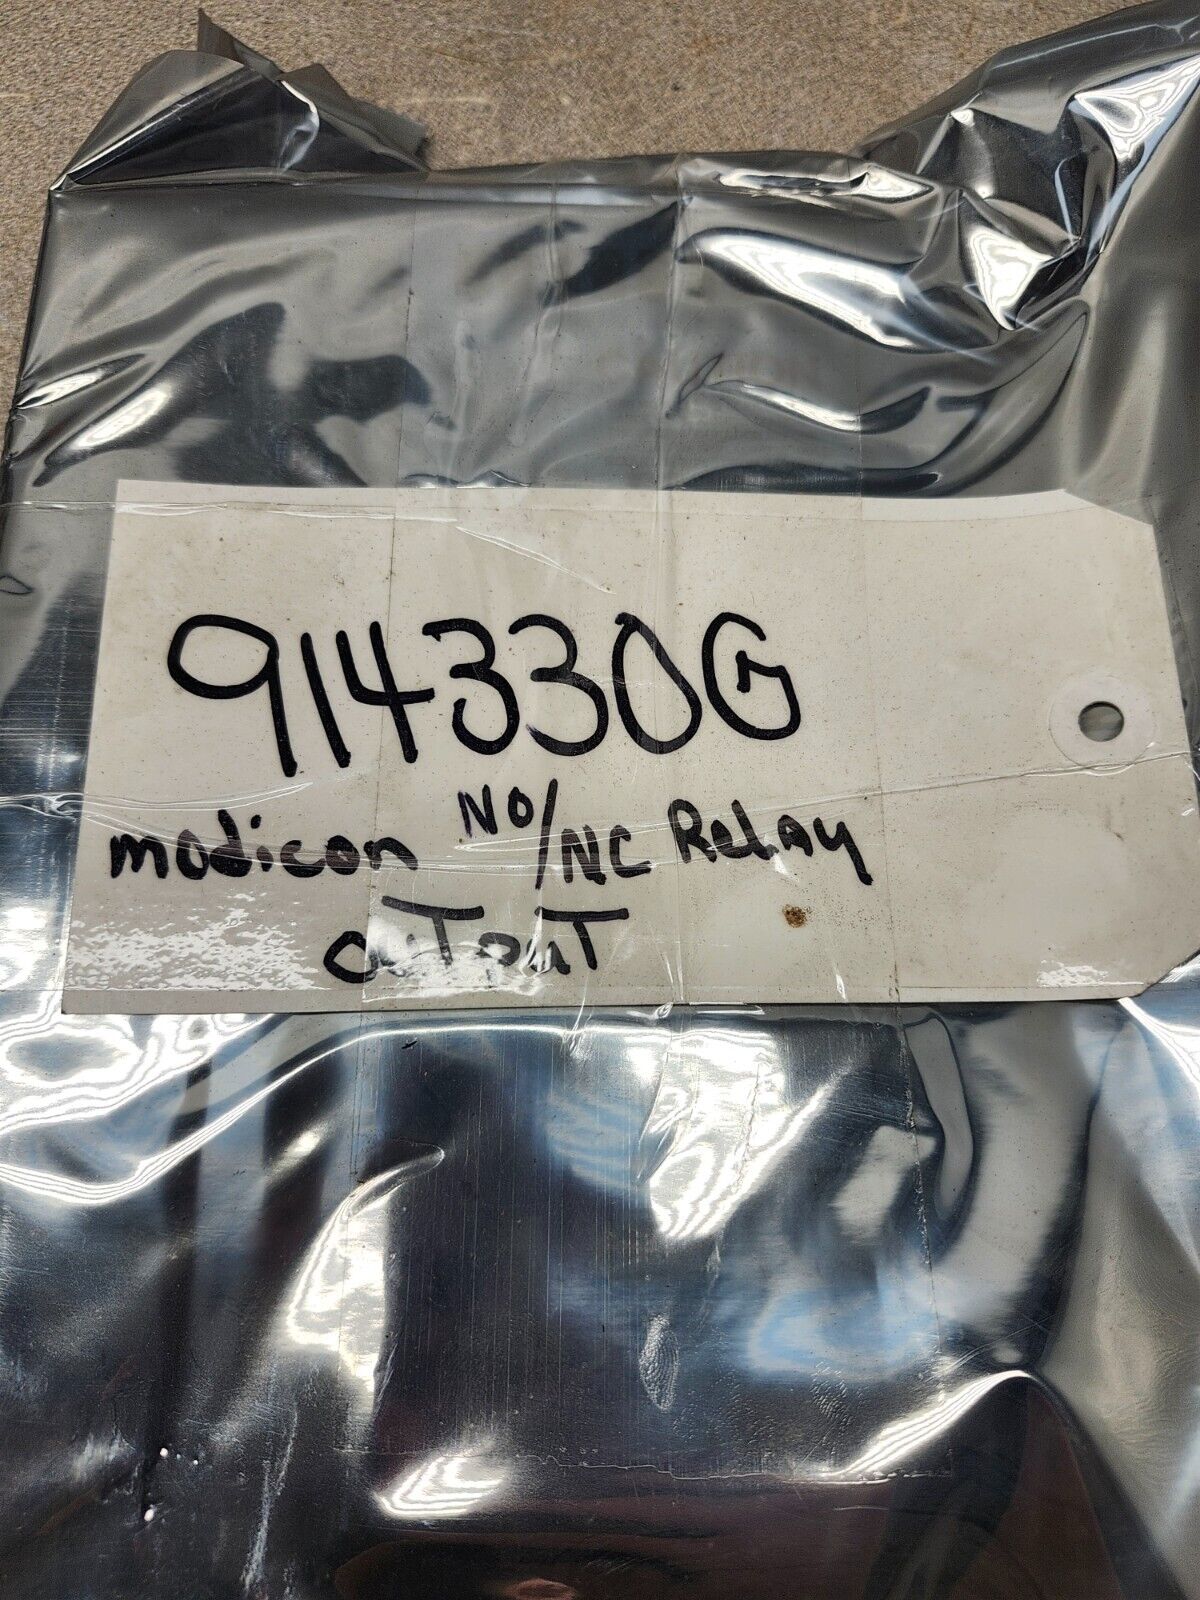 914330G
modicon NO/NC Relay
outPuT